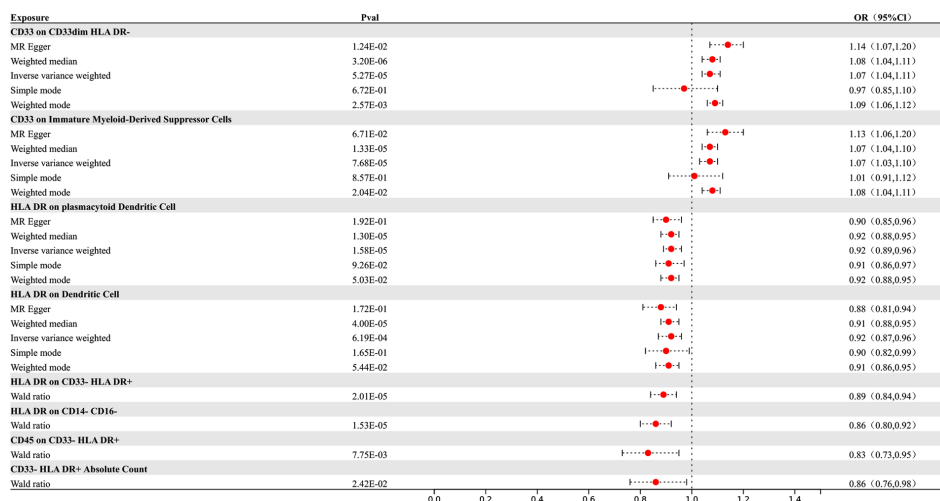 Exposure Pval OR (95%CI)
CD33 on CD33dim HLA DR-
MR Egger 1.24E-02 1.14 (1.07,1.20)
Weighted median 3.20E-06 1.08 (1.04,1.11)
Inverse variance weighted 5.27E-05 1.07 (1.04,1.11)
Simple mode 6.72E-01 0.97 (0.85,1.10)
Weighted mode 2.57E-03 1.09 (1.06,1.12)
CD33 on Immature Myeloid-Derived Suppressor Cells
MR Egger 6.71E-02 1.13 (1.06,1.20)
Weighted median 1.33E-05 1.07 (1.04,1.10)
Inverse variance weighted 7.68E-05 1.07 (1.03,1.10)
Simple mode 8.57E-01 1.01 (0.91,1.12)
Weighted mode 2.04E-02 1.08 (1.04,1.11)
HLA DR on plasmacytoid Dendritic Cell
MR Egger 1.92E-01 0.90 (0.85,0.96)
Weighted median 1.30E-05 0.92 (0.88,0.95)
Inverse variance weighted 1.58E-05 0.92 (0.89,0.96)
Simple mode 9.26E-02 0.91 (0.86,0.97)
Weighted mode 5.03E-02 0.92 (0.88,0.95)
HLA DR on Dendritic Cell
MR Egger 1.72E-01 0.88 (0.81,0.94)
Weighted median 4.00E-05 0.91 (0.88,0.95)
Inverse variance weighted 6.19E-04 0.92 (0.87,0.96)
Simple mode 1.65E-01 0.90 (0.82,0.99)
Weighted mode 5.44E-02 0.91 (0.86,0.95)
HLA DR on CD33- HLA DR+
Wald ratio 2.01E-05 0.89 (0.84,0.94)
HLA DR on CD14- CD16-
Wald ratio 1.53E-05 0.86 (0.80,0.92)
CD45 on CD33- HLA DR+
Wald ratio 7.75E-03 0.83 (0.73,0.95)
CD33- HLA DR+ Absolute Count
Wald ratio 2.42E-02 0.86 (0.76,0.98)
0.0 0.2 0.4 0.6 0.8 1.0 1.2 1.4